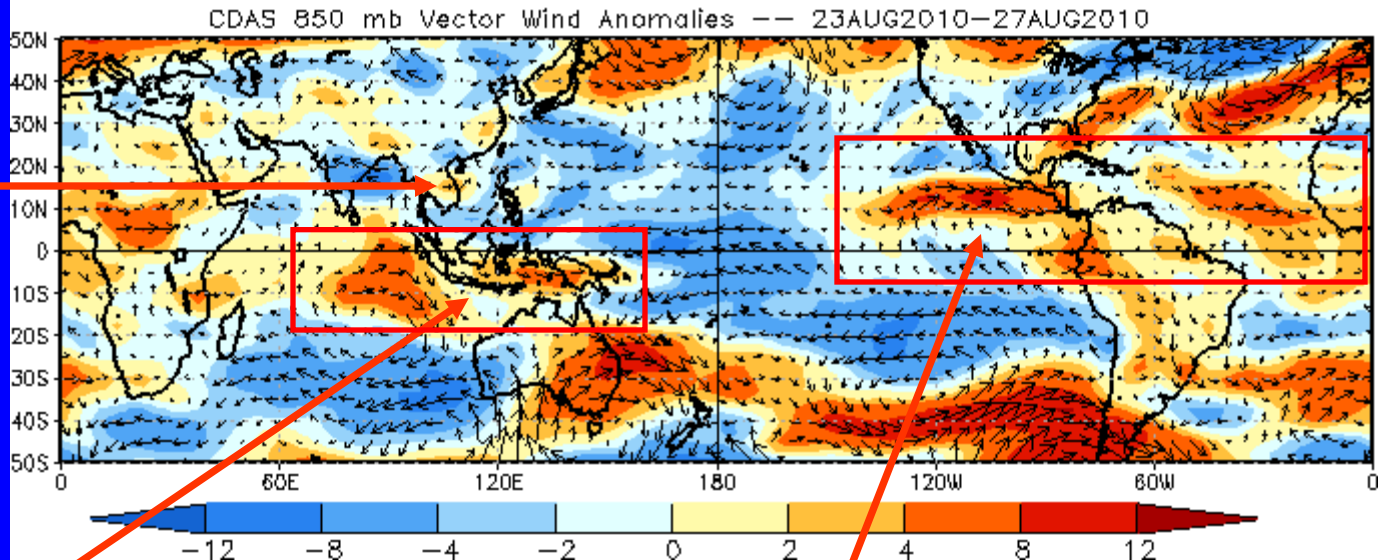 CDAS 850 mb Vector Wind Anomalies –– 23AUG2010–27AUG2010
50N
40N
30N
20N
10N
0
10S
20S
30S
40S
50S
0 60E 120E 180 120W 60W 0
−12 −8 −4 −2 0 2 4 8 12